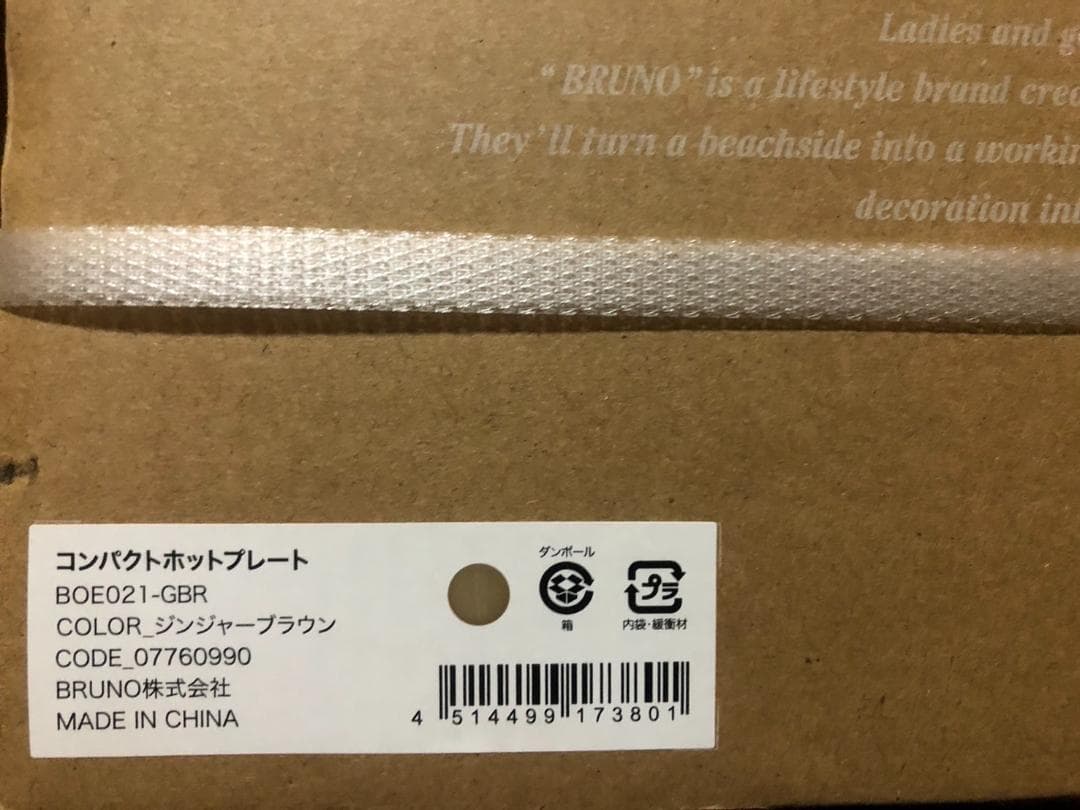 Ladies and
"BRUNO" is a lifestyle brand
They'll turn a beachside into a
decoration
コンパクトホットプレート
BOE021-GBR
COLOR_ジンジャーブラウン
CODE_07760990
BRUNO株式会社
MADE IN CHINA
ダンボール
箱
プラ
内袋・緩衝材
4 514499 173801